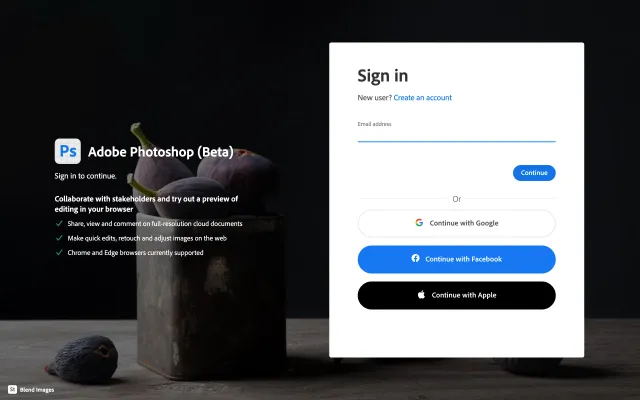 Ps Adobe Photoshop (Beta)
Sign in to continue.
Collaborate with stakeholders and try out a preview of
editing in your browser
Share, view and comment on full-resolution cloud documents
Make quick edits, retouch and adjust images on the web
Chrome and Edge browsers currently supported
St Blend Images
Sign in
New user? Create an account
Email address
Continue
Or
Continue with Google
Continue with Facebook
Continue with Apple